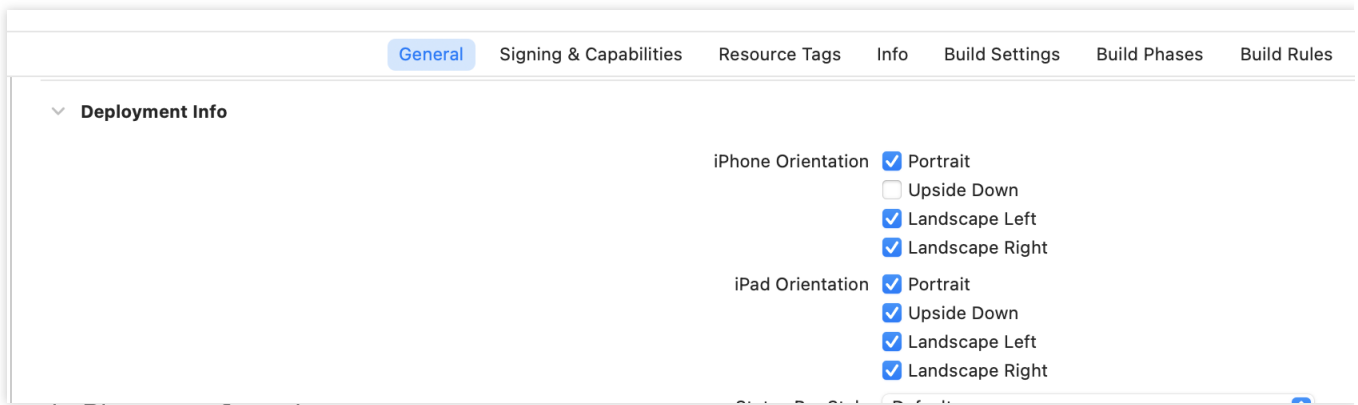 General Signing & Capabilities Resource Tags Info Build Settings Build Phases Build Rules
Deployment Info
iPhone Orientation Portrait
Upside Down
Landscape Left
Landscape Right
iPad Orientation Portrait
Upside Down
Landscape Left
Landscape Right